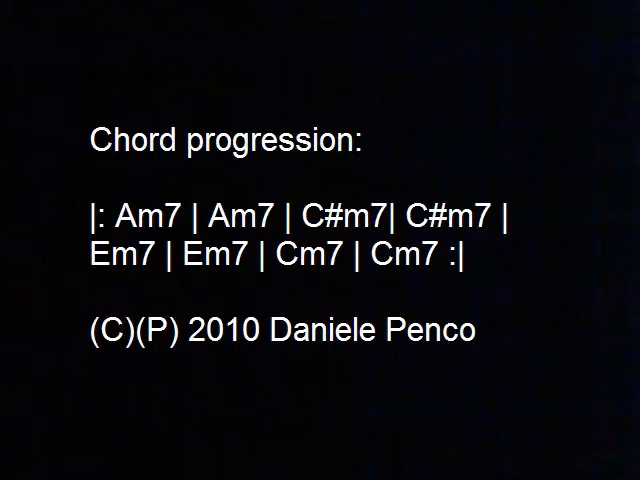 Chord progression:
|: Am7 | Am7 | C#m7| C#m7 |
Em7 | Em7 | Cm7 | Cm7 :|
(C)(P) 2010 Daniele Penco